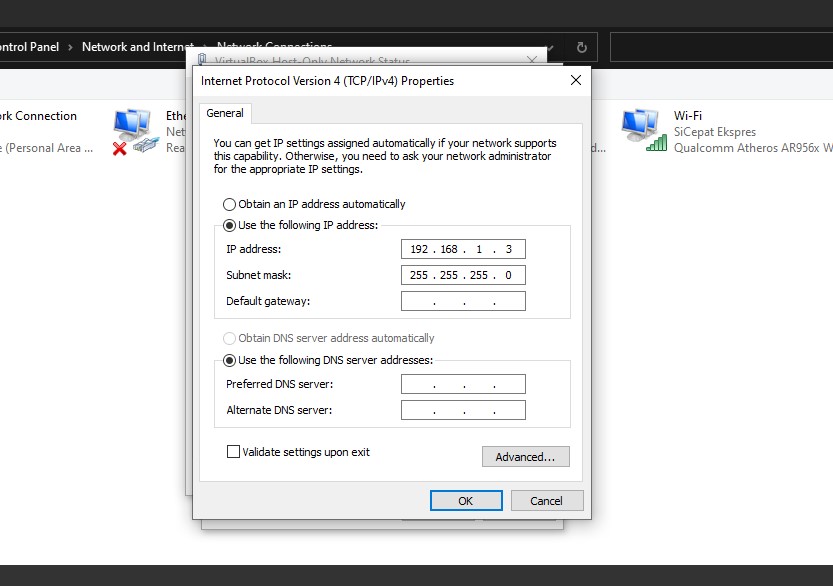 ontrol Panel > Network and Internet > Network Connections
VirtualBox Host-Only Network Status
Internet Protocol Version 4 (TCP/IPv4) Properties
General
rk Connection
e (Personal Area ...
Ethe
Net
Rea
You can get IP settings assigned automatically if your network supports
this capability. Otherwise, you need to ask your network administrator
for the appropriate IP settings.
Obtain an IP address automatically
Use the following IP address:
IP address:
192 . 168 . 1 . 3
Subnet mask:
255 . 255 . 255 . 0
Default gateway:
. . .
Obtain DNS server address automatically
Use the following DNS server addresses:
Preferred DNS server:
. . .
Alternate DNS server:
. . .
Validate settings upon exit
Advanced...
OK
Cancel
d...
Wi-Fi
SiCepat Ekspres
Qualcomm Atheros AR956x W